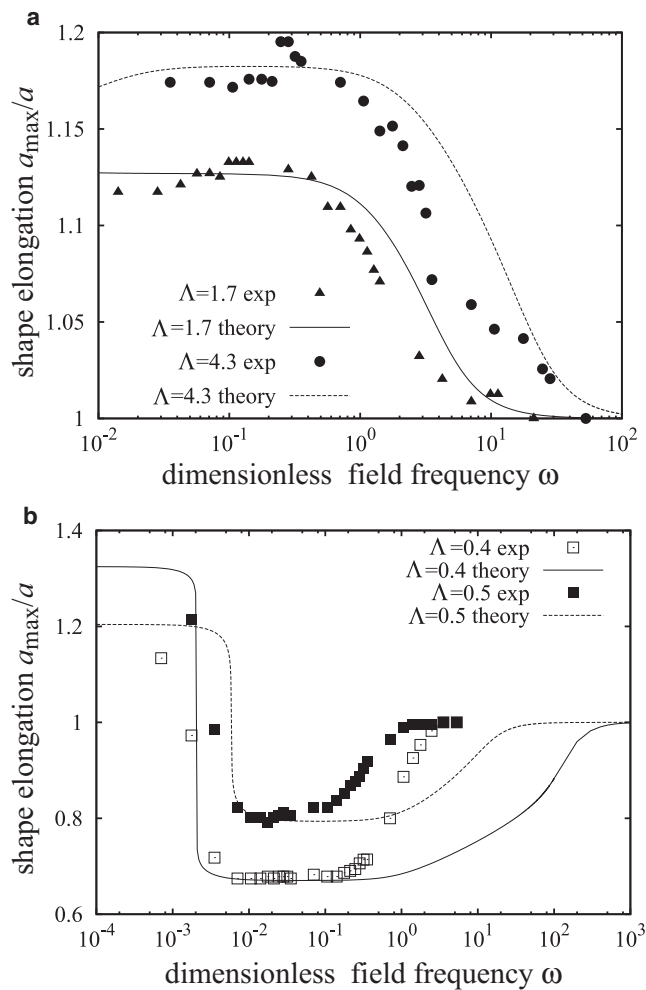 a
1.2
1.15
1.1
1.05
1
shape elongation a_max/a
Λ=1.7 exp
Λ=1.7 theory
Λ=4.3 exp
Λ=4.3 theory
10^-2 10^-1 10^0 10^1 10^2
dimensionless field frequency ω
b
1.4
1.2
1
0.8
0.6
shape elongation a_max/a
Λ=0.4 exp
Λ=0.4 theory
Λ=0.5 exp
Λ=0.5 theory
10^-4 10^-3 10^-2 10^-1 10^0 10^1 10^2 10^3
dimensionless field frequency ω